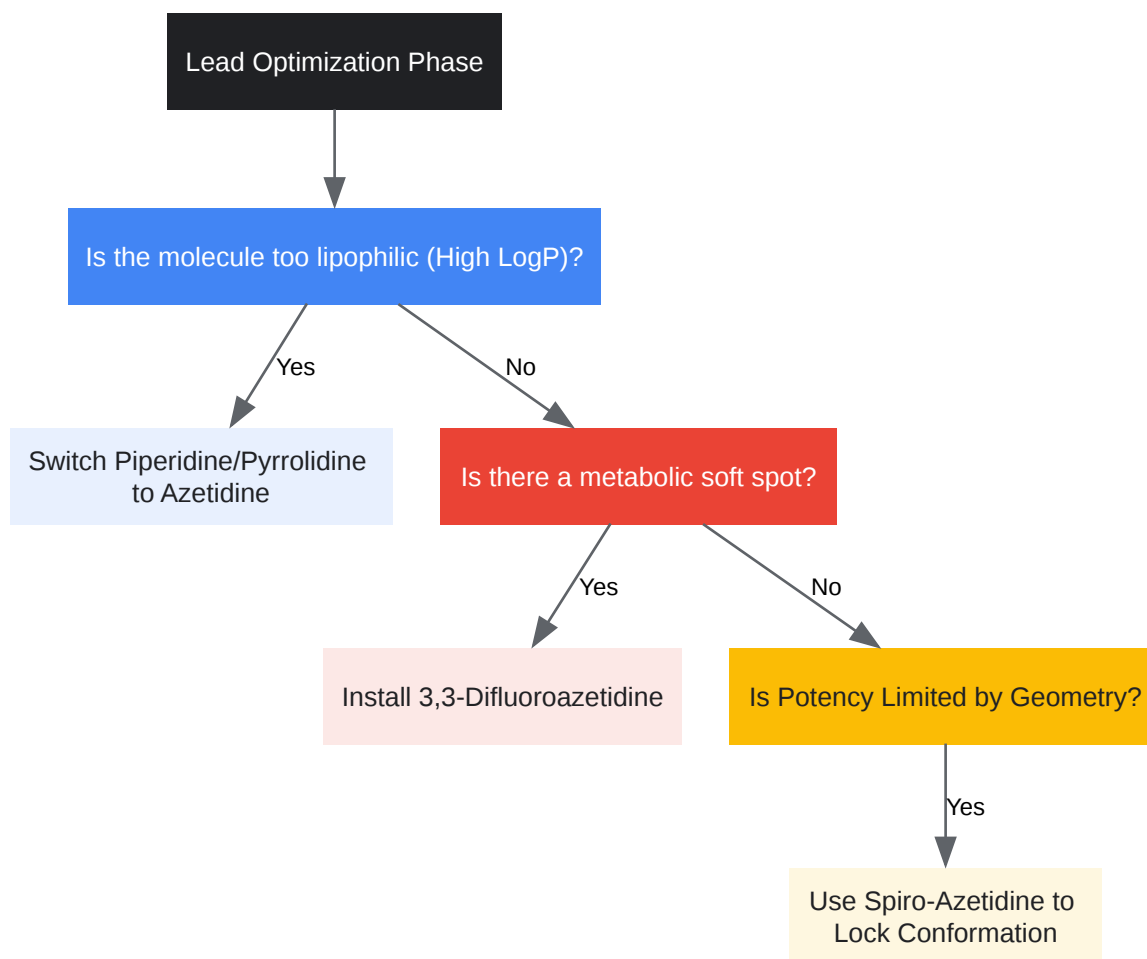 Lead Optimization Phase
Is the molecule too lipophilic (High LogP)?
Yes
No
Switch Piperidine/Pyrrolidine
to Azetidine
Is there a metabolic soft spot?
Yes
No
Install 3,3-Difluoroazetidine
Is Potency Limited by Geometry?
Yes
Use Spiro-Azetidine to
Lock Conformation